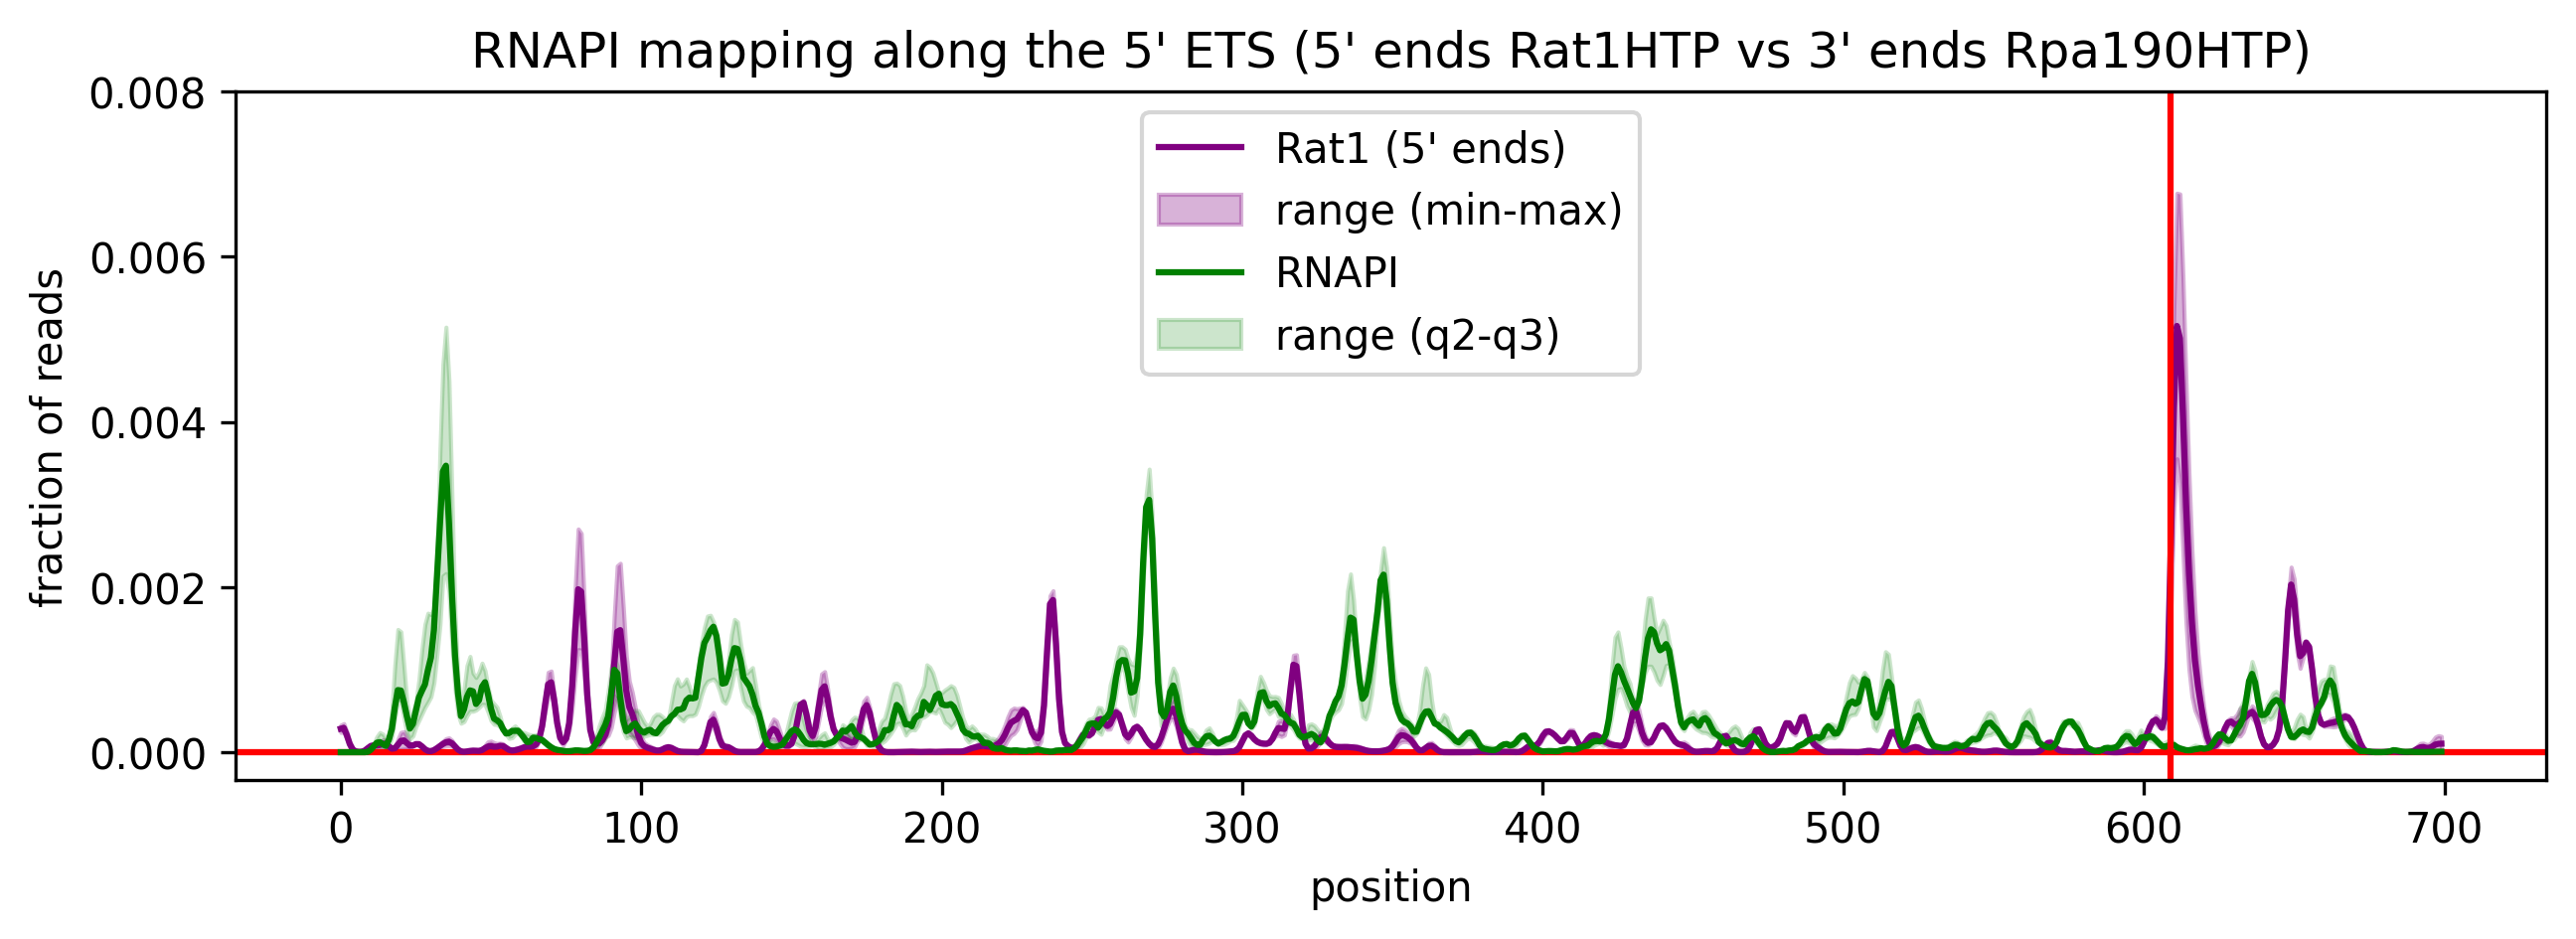 RNAPI mapping along the 5' ETS (5' ends Rat1HTP vs 3' ends Rpa190HTP)
0.008
0.006
0.004
0.002
0.000
fraction of reads
Rat1 (5' ends)
range (min-max)
RNAPI
range (q2-q3)
0 100 200 300 400 500 600 700
position